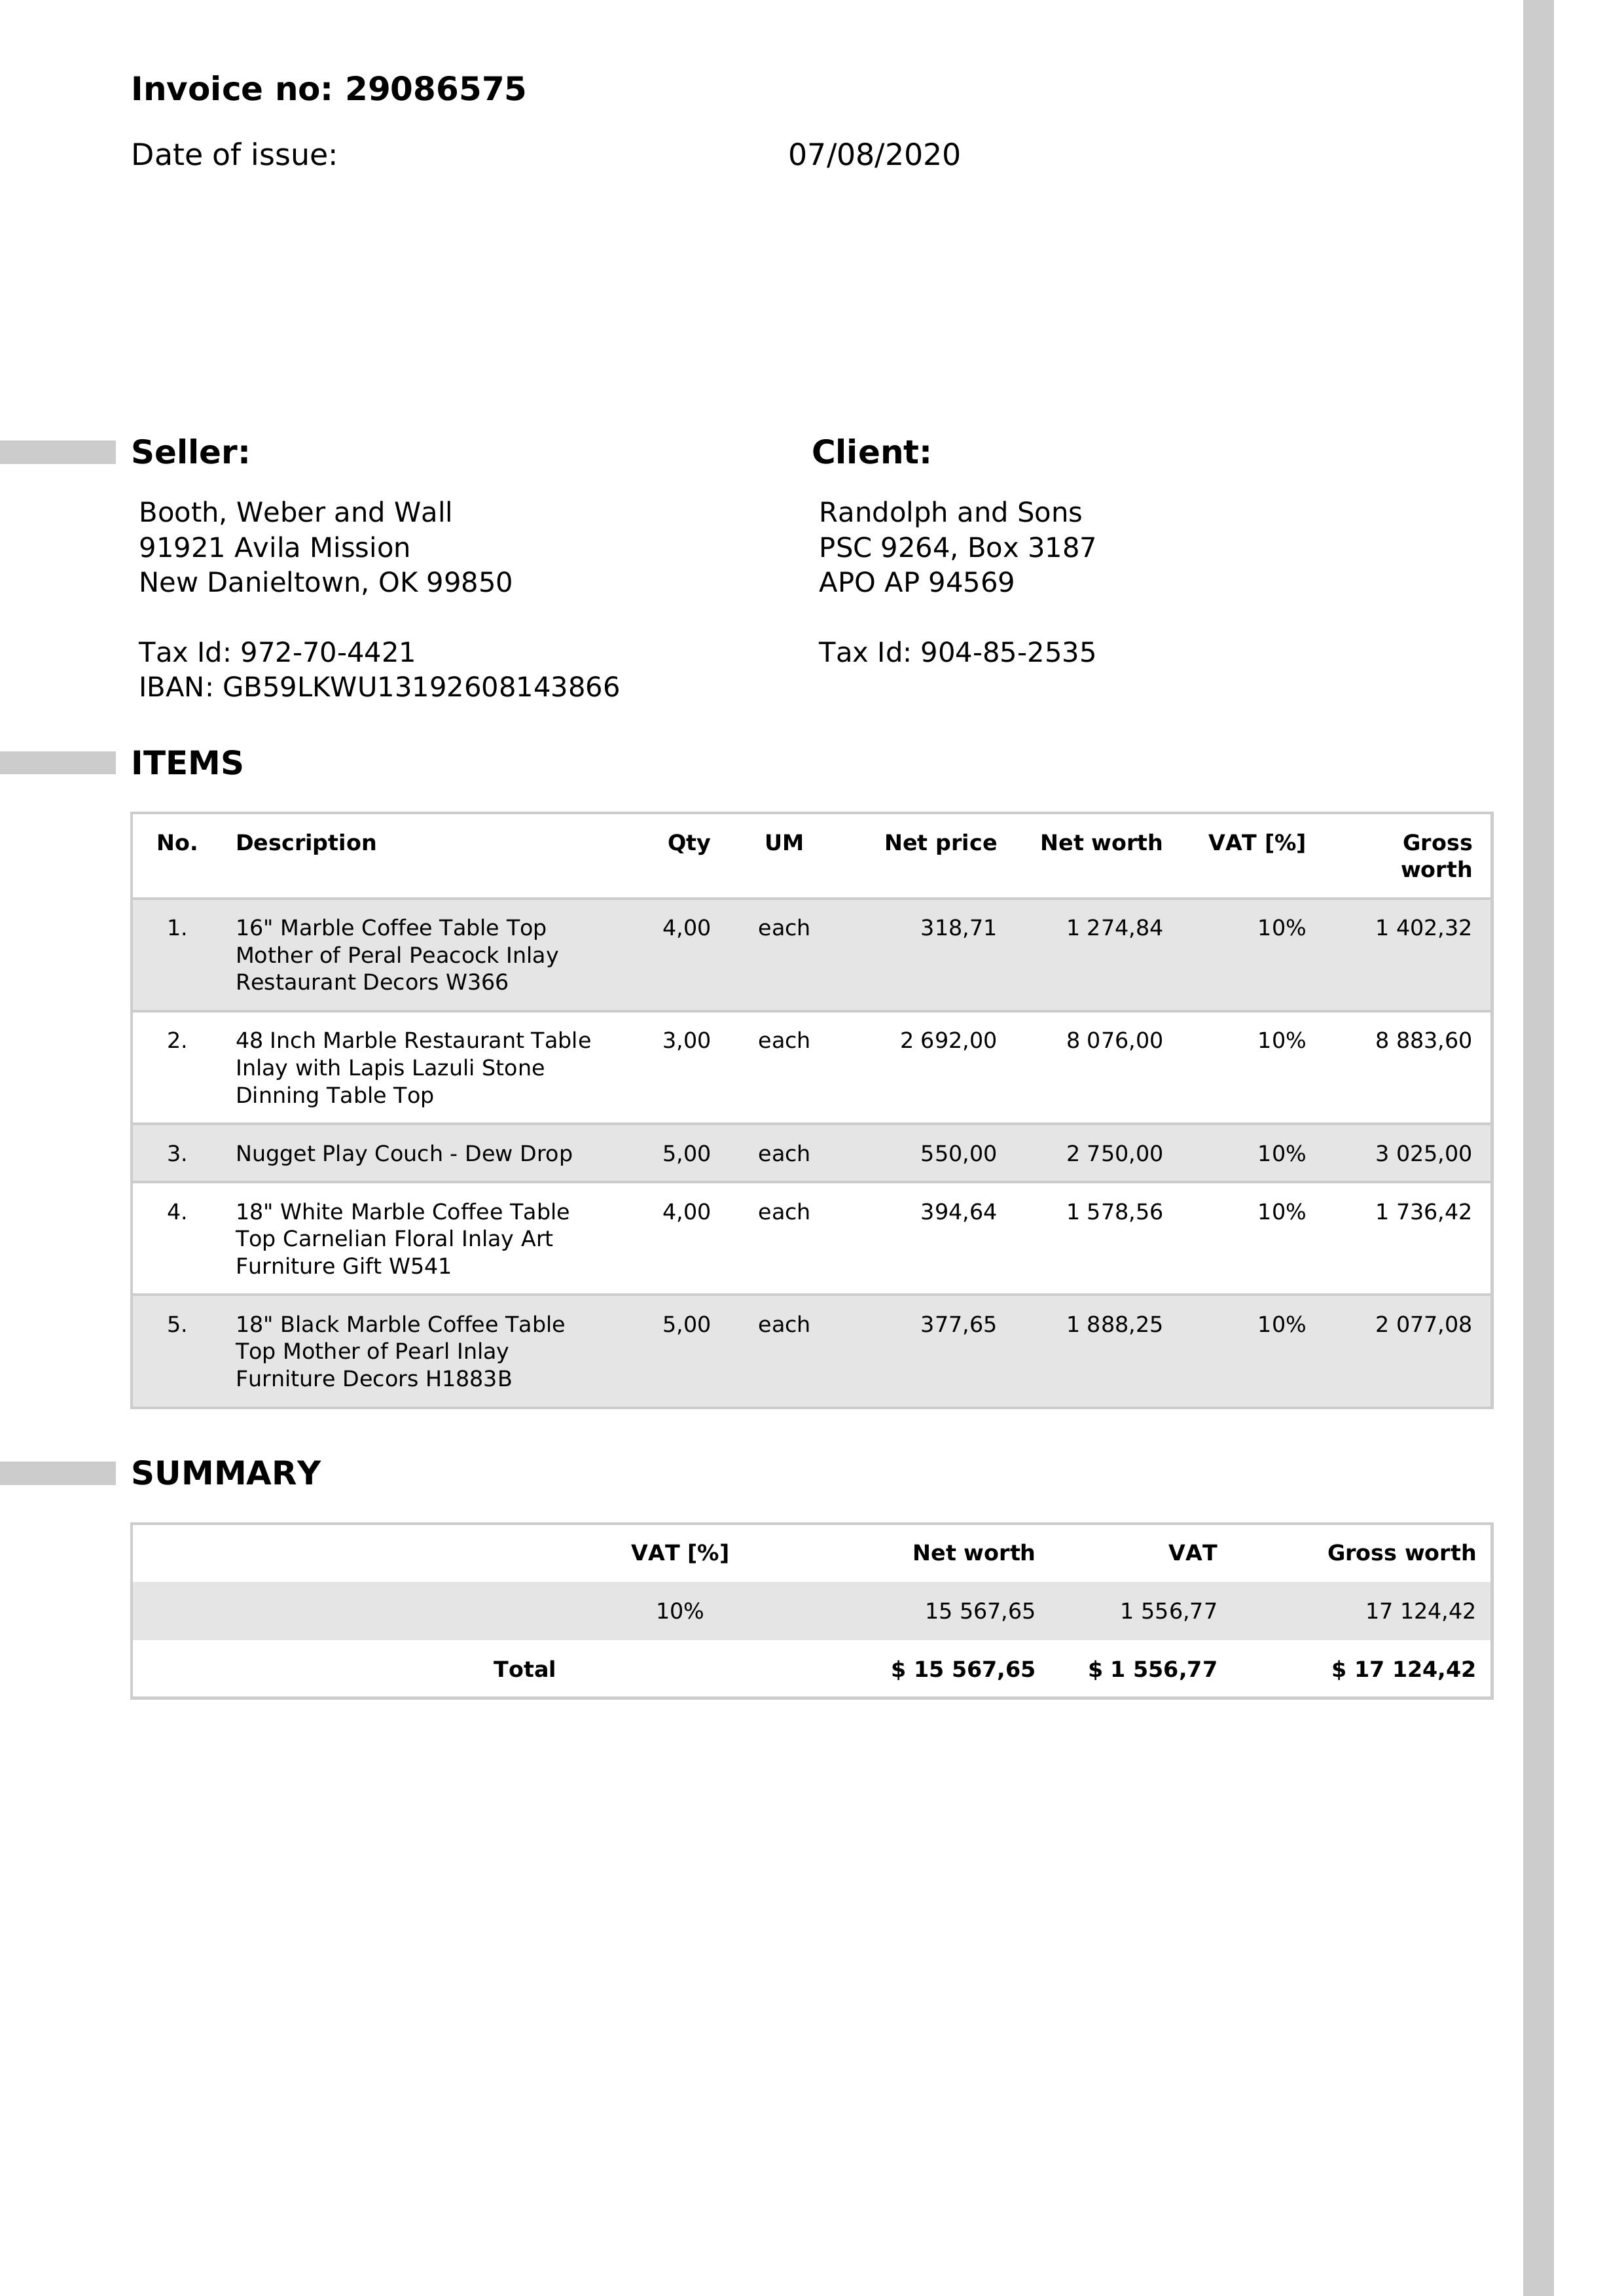 Invoice no: 29086575
Date of issue: 07/08/2020
Seller:
Booth, Weber and Wall
91921 Avila Mission
New Danieltown, OK 99850
Tax Id: 972-70-4421
IBAN: GB59LKWU13192608143866
Client:
Randolph and Sons
PSC 9264, Box 3187
APO AP 94569
Tax Id: 904-85-2535
ITEMS
No. Description Qty UM Net price Net worth VAT [%] Gross
worth
1. 16" Marble Coffee Table Top 4,00 each 318,71 1 274,84 10% 1 402,32
Mother of Peral Peacock Inlay
Restaurant Decors W366
2. 48 Inch Marble Restaurant Table 3,00 each 2 692,00 8 076,00 10% 8 883,60
Inlay with Lapis Lazuli Stone
Dinning Table Top
3. Nugget Play Couch - Dew Drop 5,00 each 550,00 2 750,00 10% 3 025,00
4. 18" White Marble Coffee Table 4,00 each 394,64 1 578,56 10% 1 736,42
Top Carnelian Floral Inlay Art
Furniture Gift W541
5. 18" Black Marble Coffee Table 5,00 each 377,65 1 888,25 10% 2 077,08
Top Mother of Pearl Inlay
Furniture Decors H1883B
SUMMARY
VAT [%] Net worth VAT Gross worth
10% 15 567,65 1 556,77 17 124,42
Total $ 15 567,65 $ 1 556,77 $ 17 124,42